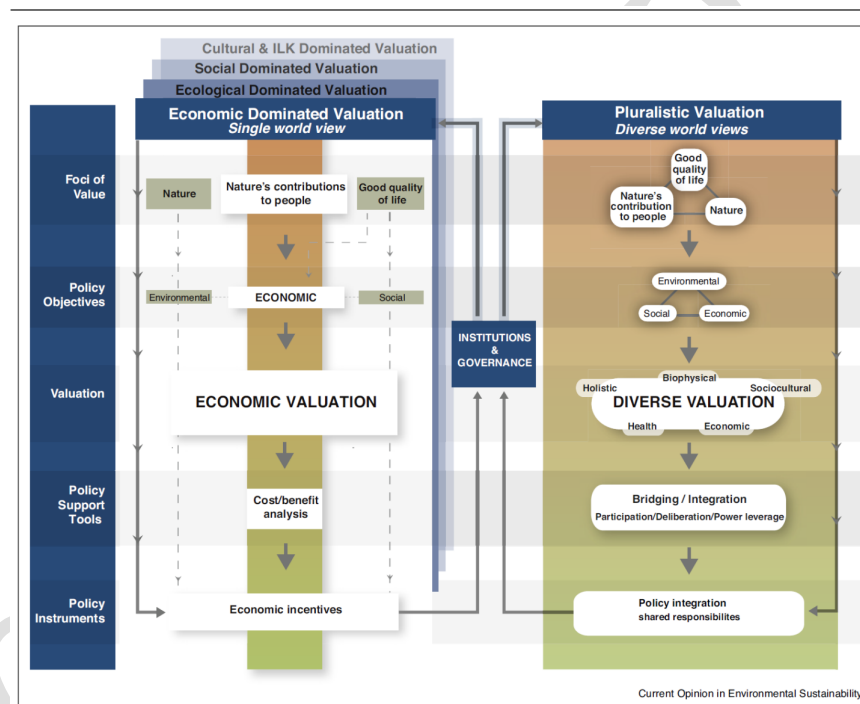 Cultural & ILK Dominated Valuation
Social Dominated Valuation
Ecological Dominated Valuation
Economic Dominated Valuation
Single world view
Pluralistic Valuation
Diverse world views
Foci of
Value
Nature
Nature's contributions
to people
Good quality
of life
Good
quality
of life
Nature's
contribution
to people
Nature
Policy
Objectives
Environmental
ECONOMIC
Social
Environmental
Social
Economic
INSTITUTIONS
&
GOVERNANCE
Valuation
ECONOMIC VALUATION
Biophysical
Holistic
Sociocultural
DIVERSE VALUATION
Health
Economic
Policy
Support
Tools
Cost/benefit
analysis
Bridging / Integration
Participation/Deliberation/Power leverage
Policy
Instruments
Economic incentives
Policy integration
shared responsibilites
Current Opinion in Environmental Sustainability